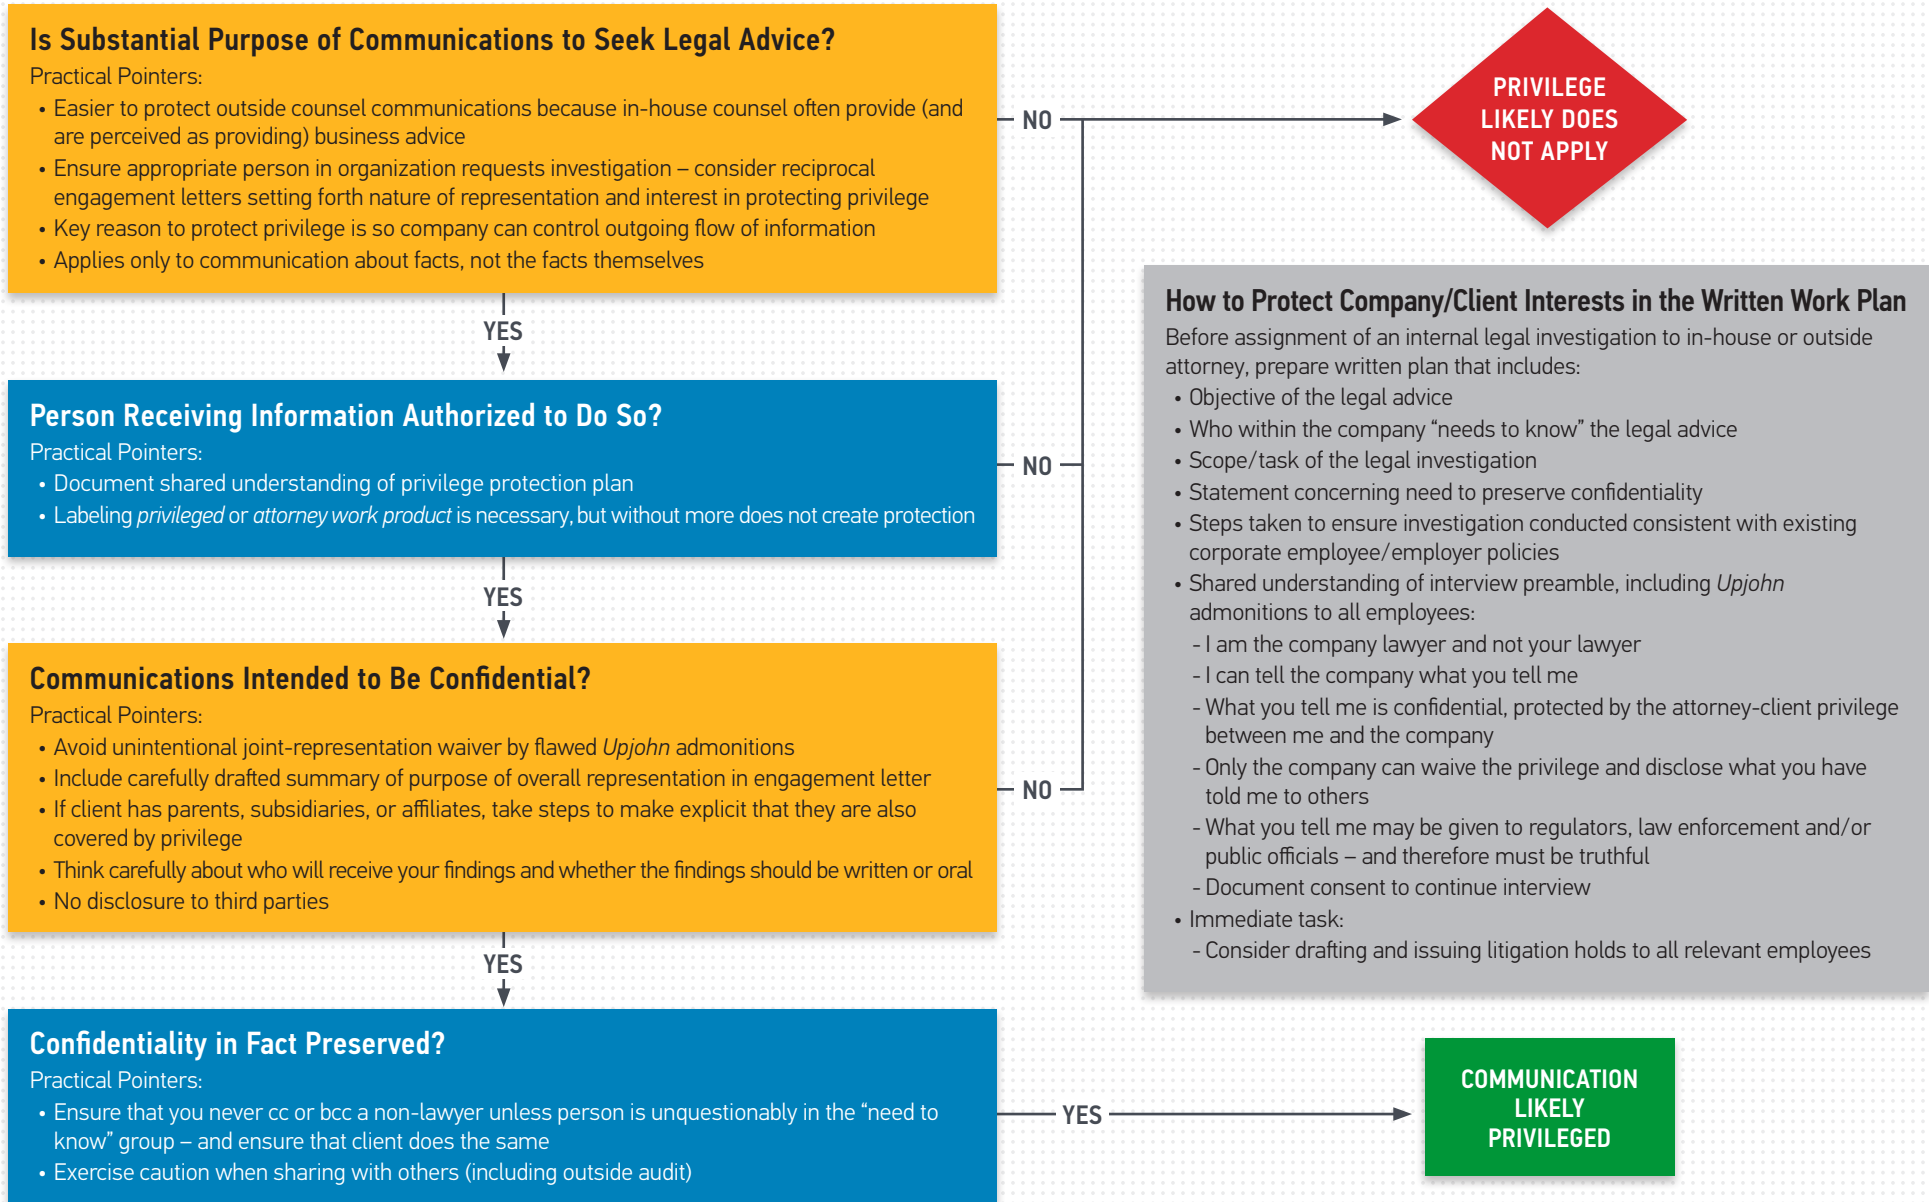 Is Substantial Purpose of Communications to Seek Legal Advice?
Practical Pointers:
• Easier to protect outside counsel communications because in-house counsel often provide (and
are perceived as providing) business advice
• Ensure appropriate person in organization requests investigation – consider reciprocal
engagement letters setting forth nature of representation and interest in protecting privilege
• Key reason to protect privilege is so company can control outgoing flow of information
• Applies only to communication about facts, not the facts themselves
NO
PRIVILEGE
LIKELY DOES
NOT APPLY
YES
Person Receiving Information Authorized to Do So?
Practical Pointers:
• Document shared understanding of privilege protection plan
• Labeling privileged or attorney work product is necessary, but without more does not create protection
NO
YES
Communications Intended to Be Confidential?
Practical Pointers:
• Avoid unintentional joint-representation waiver by flawed Upjohn admonitions
• Include carefully drafted summary of purpose of overall representation in engagement letter
• If client has parents, subsidiaries, or affiliates, take steps to make explicit that they are also
covered by privilege
• Think carefully about who will receive your findings and whether the findings should be written or oral
• No disclosure to third parties
NO
YES
Confidentiality in Fact Preserved?
Practical Pointers:
• Ensure that you never cc or bcc a non-lawyer unless person is unquestionably in the “need to
know” group – and ensure that client does the same
• Exercise caution when sharing with others (including outside audit)
YES
COMMUNICATION
LIKELY
PRIVILEGED
How to Protect Company/Client Interests in the Written Work Plan
Before assignment of an internal legal investigation to in-house or outside
attorney, prepare written plan that includes:
• Objective of the legal advice
• Who within the company “needs to know” the legal advice
• Scope/task of the legal investigation
• Statement concerning need to preserve confidentiality
• Steps taken to ensure investigation conducted consistent with existing
corporate employee/employer policies
• Shared understanding of interview preamble, including Upjohn
admonitions to all employees:
- I am the company lawyer and not your lawyer
- I can tell the company what you tell me
- What you tell me is confidential, protected by the attorney-client privilege
between me and the company
- Only the company can waive the privilege and disclose what you have
told me to others
- What you tell me may be given to regulators, law enforcement and/or
public officials – and therefore must be truthful
- Document consent to continue interview
• Immediate task:
- Consider drafting and issuing litigation holds to all relevant employees